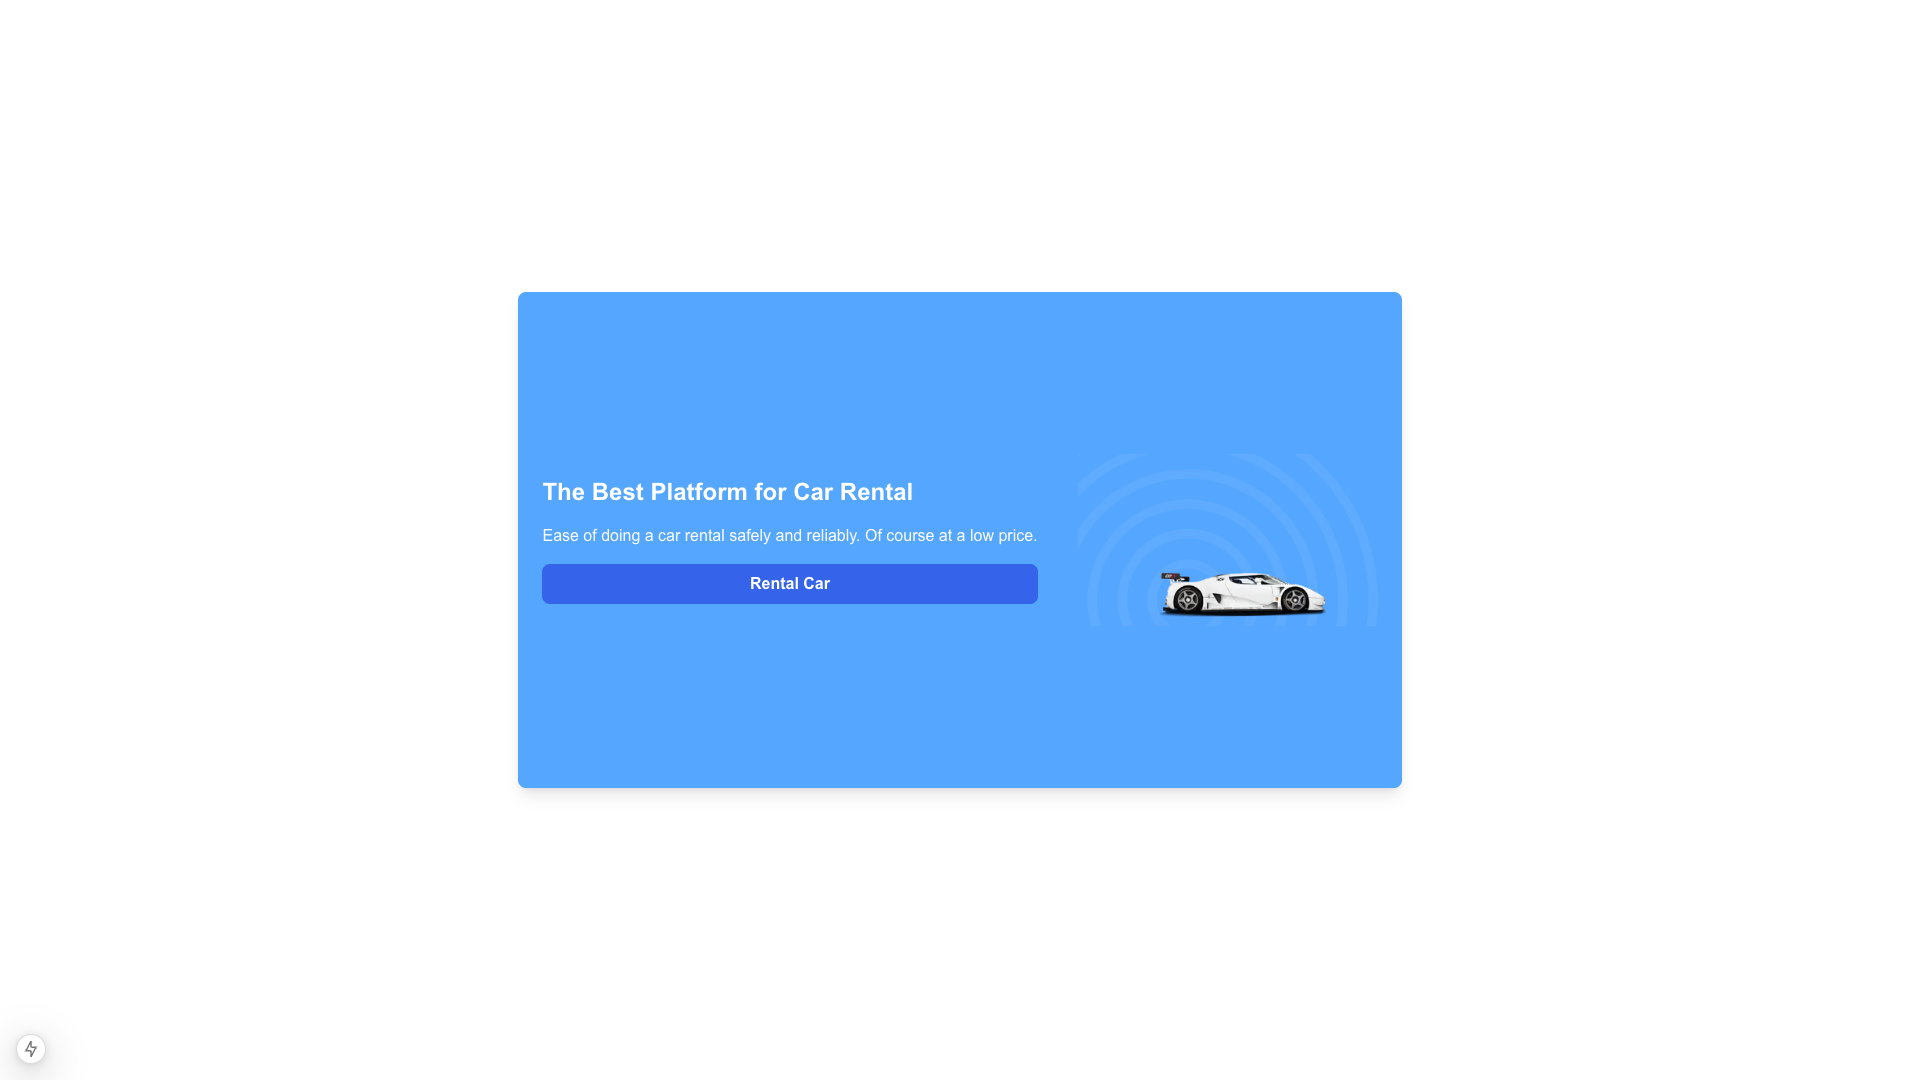 The Best Platform for Car Rental
Ease of doing a car rental safely and reliably. Of course at a low price.
Rental Car